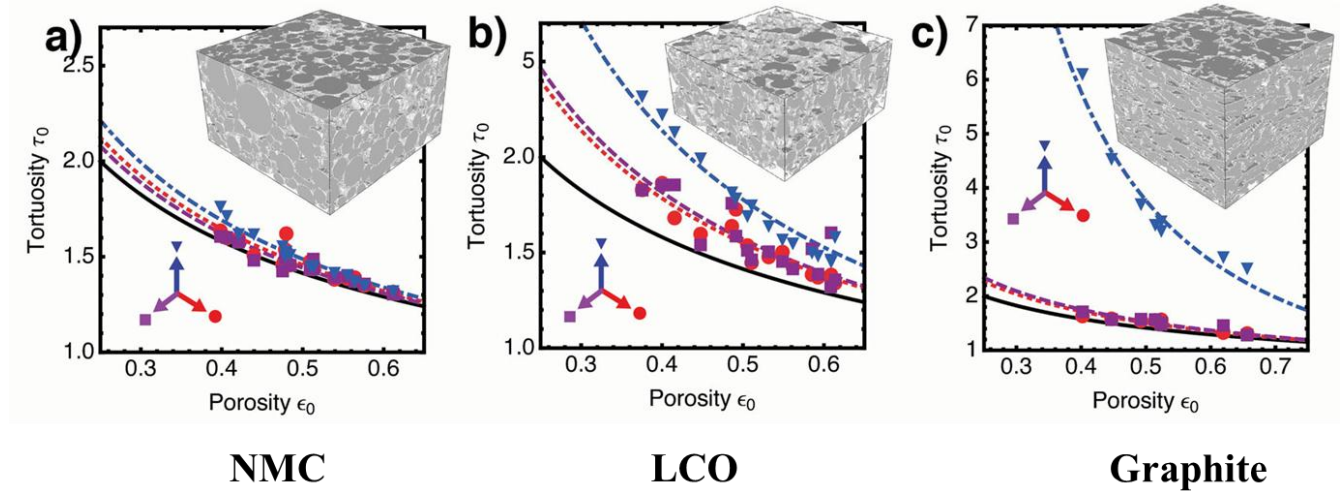 a)
Tortuosity τ₀
2.5
2.0
1.5
1.0
0.3 0.4 0.5 0.6
Porosity ϵ₀
NMC
b)
Tortuosity τ₀
5
2.0
1.5
1.0
0.3 0.4 0.5 0.6
Porosity ϵ₀
LCO
c)
Tortuosity τ₀
7
6
5
4
3
2
1
0.3 0.4 0.5 0.6 0.7
Porosity ϵ₀
Graphite